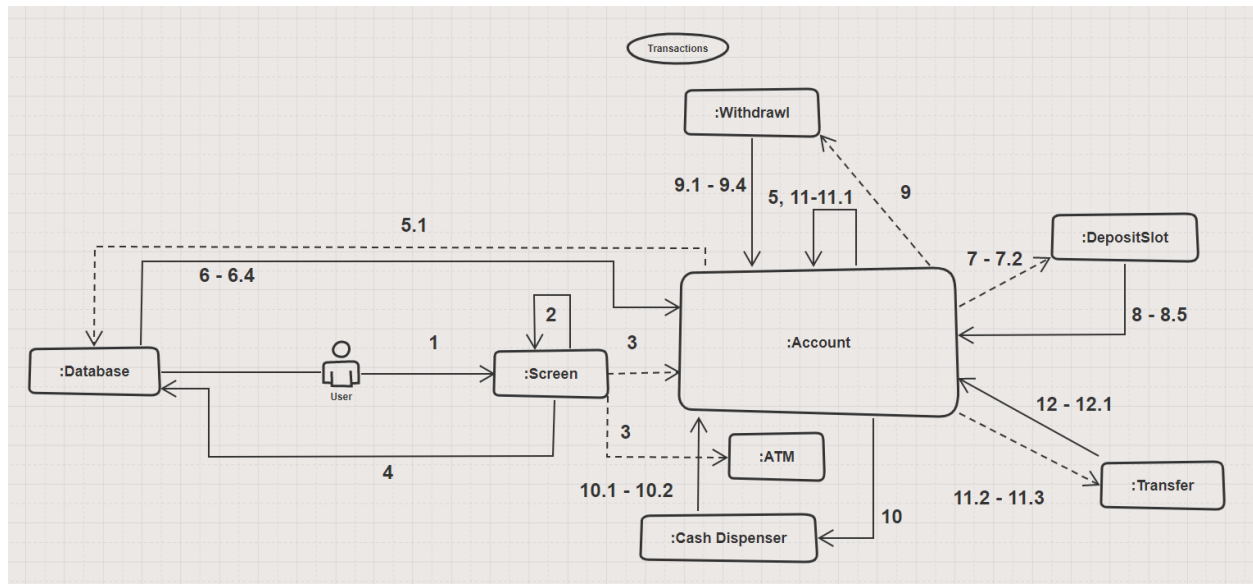 Transactions
:Withdrawl
9.1 - 9.4
5, 11-11.1
9
:DepositSlot
5.1
7 - 7.2
6 - 6.4
8 - 8.5
2
1
3
:Account
:Database
:Screen
User
12 - 12.1
3
:ATM
4
10.1 - 10.2
:Transfer
11.2 - 11.3
10
:Cash Dispenser